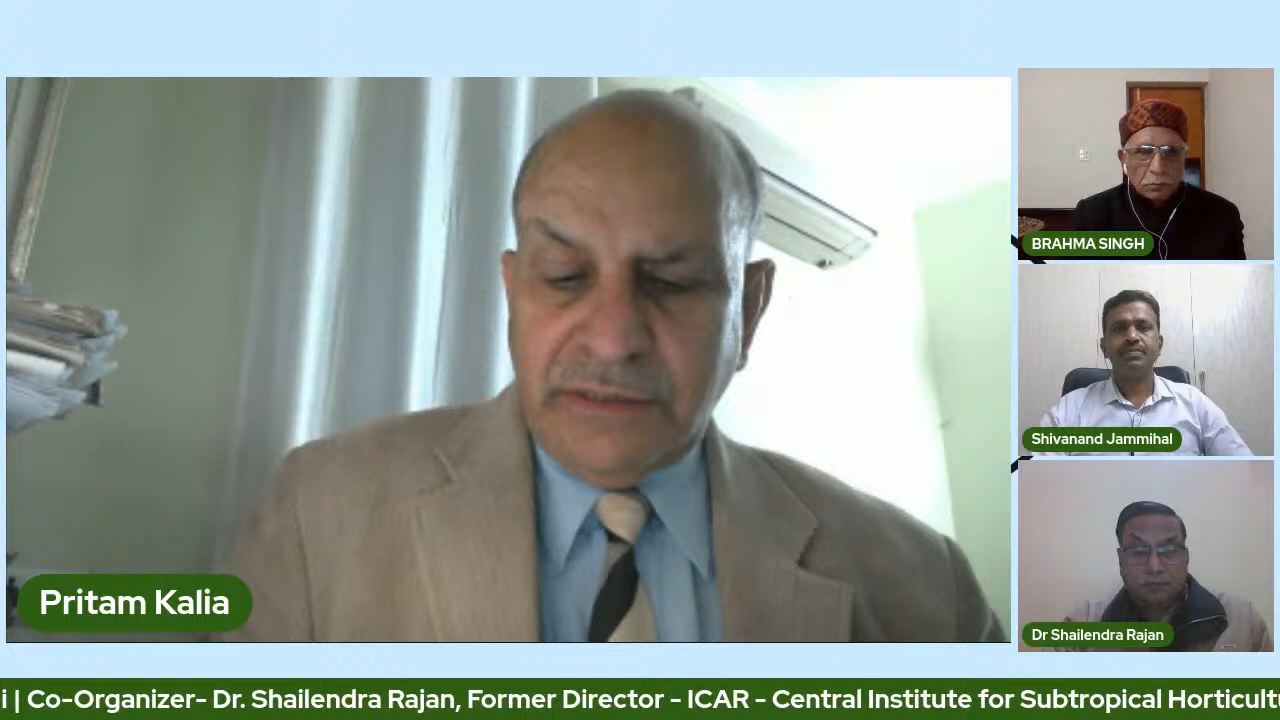 BRAHMA SINGH
Shivanand Jammihal
Pritam Kalia
Dr Shailendra Rajan
i | Co-Organizer- Dr. Shailendra Rajan, Former Director - ICAR - Central Institute for Subtropical Horticult